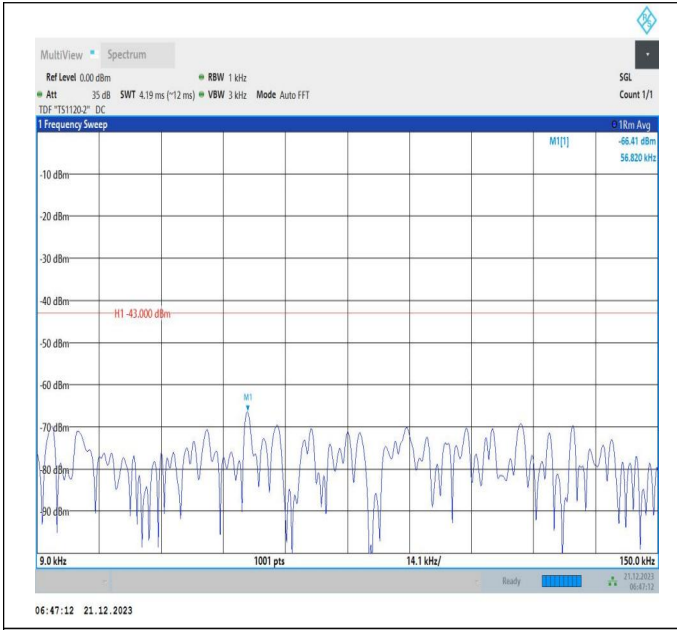 R S
MultiView Spectrum
Ref Level 0.00 dBm RBW 1 kHz SGL
Att 35 dB SWT 4.19 ms (~12 ms) VBW 3 kHz Mode Auto FFT Count 1/1
TDF "TS1120-2" DC
1 Frequency Sweep 1Rm Avg
M1[1] -66.41 dBm
56.820 kHz
-10 dBm
-20 dBm
-30 dBm
-40 dBm
H1 -43.000 dBm
-50 dBm
-60 dBm
M1
-70 dBm
-80 dBm
-90 dBm
9.0 kHz 1001 pts 14.1 kHz/ 150.0 kHz
Ready 21.12.2023
06:47:12
06:47:12 21.12.2023